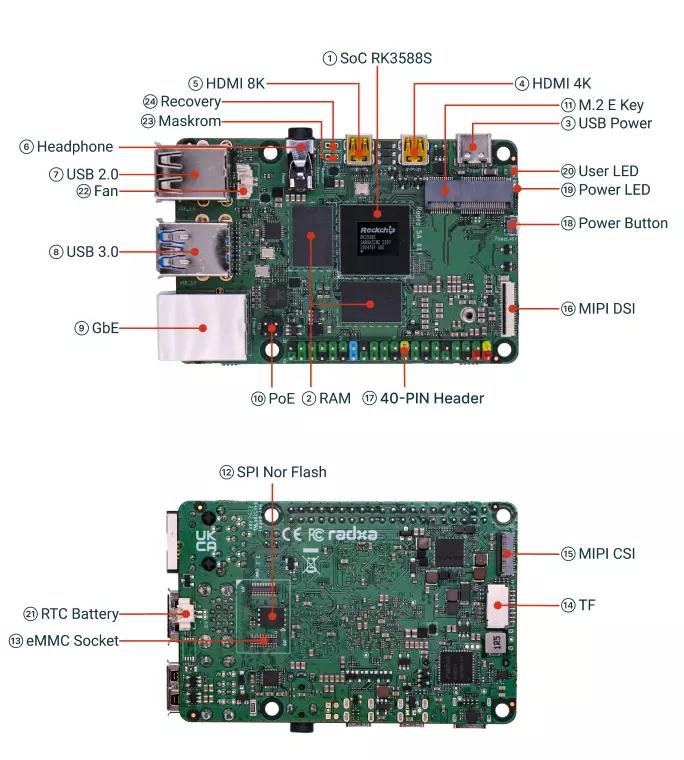 ① SoC RK3588S
⑤ HDMI 8K
④ HDMI 4K
㉔ Recovery
⑪ M.2 E Key
㉓ Maskrom
③ USB Power
⑥ Headphone
⑦ USB 2.0
⑳ User LED
㉒ Fan
⑲ Power LED
⑱ Power Button
Rockchip
RK3588S
⑧ USB 3.0
⑯ MIPI DSI
⑨ GbE
⑩ PoE
② RAM
⑰ 40-PIN Header
⑫ SPI Nor Flash
UK
CA
CE FC radxa
⑮ MIPI CSI
⑭ TF
㉑ RTC Battery
⑬ eMMC Socket
1R5